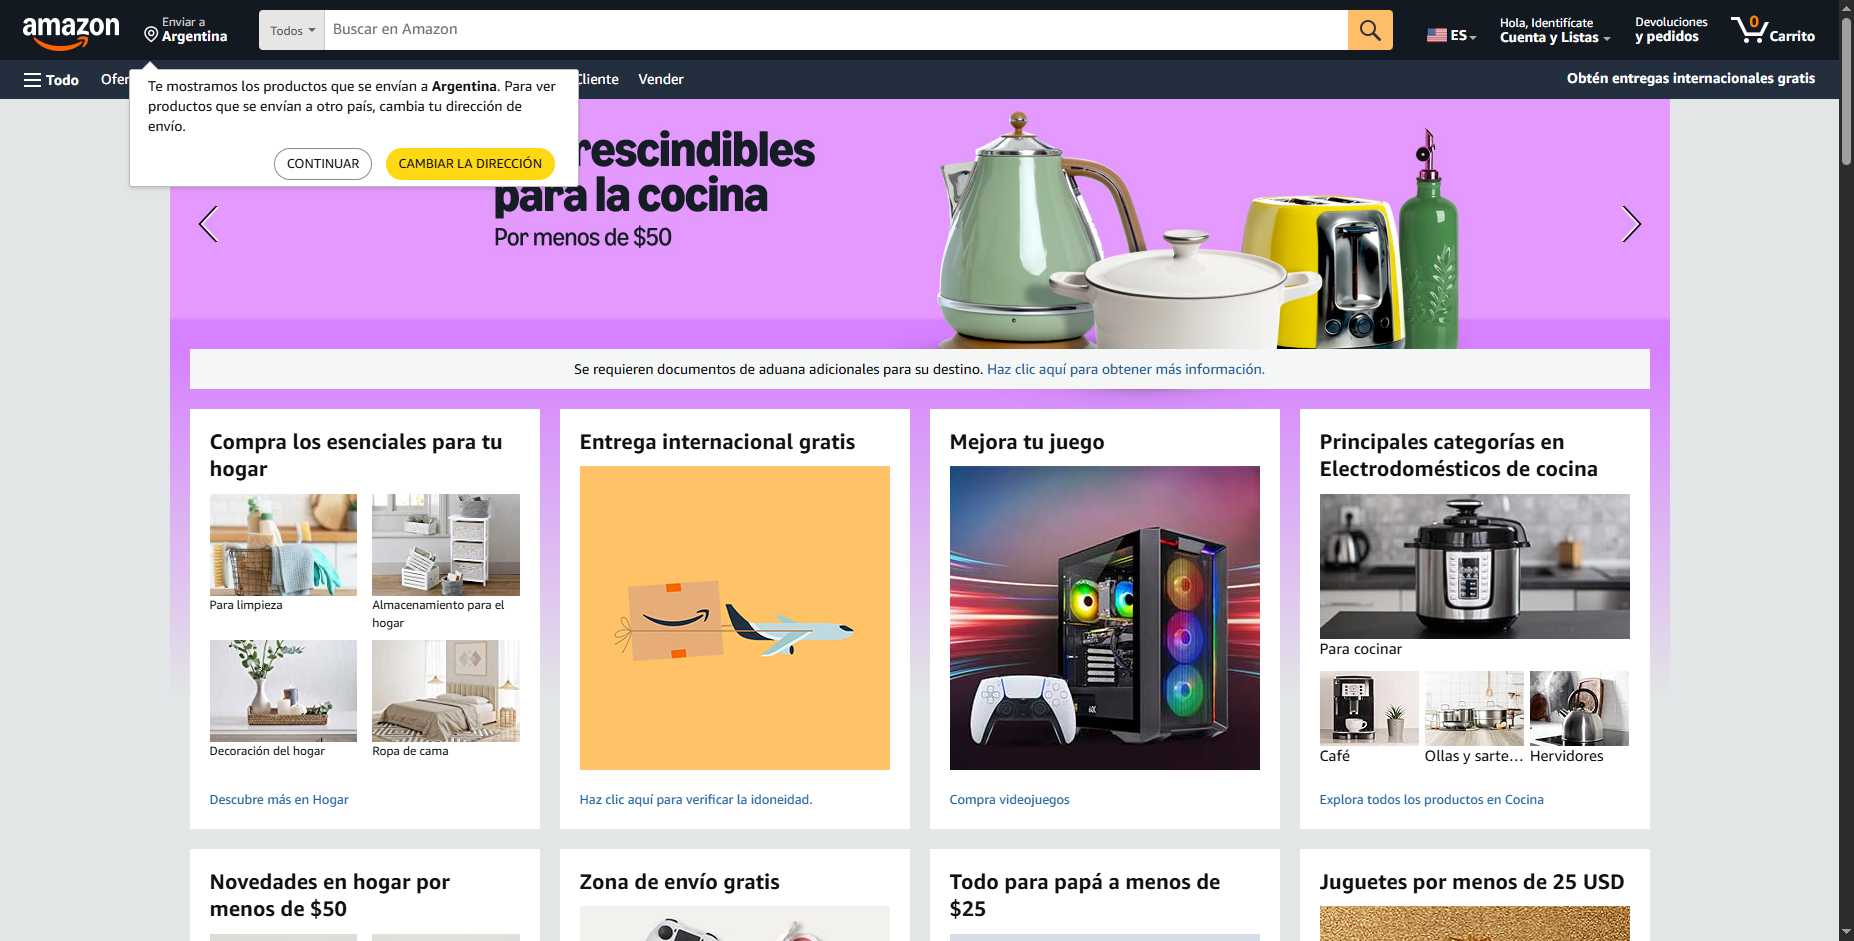 amazon
Enviar a
Argentina
Todos
Buscar en Amazon
ES
Hola, Identifícate
Cuenta y Listas
Devoluciones
y pedidos
0
Carrito
Todo
Ofer
Cliente
Vender
Obtén entregas internacionales gratis
Te mostramos los productos que se envían a Argentina. Para ver
productos que se envían a otro país, cambia tu dirección de
envío.
CONTINUAR
CAMBIAR LA DIRECCIÓN
rescindibles
para la cocina
Por menos de $50
Se requieren documentos de aduana adicionales para su destino. Haz clic aquí para obtener más información.
Compra los esenciales para tu
hogar
Para limpieza
Almacenamiento para el
hogar
Decoración del hogar
Ropa de cama
Descubre más en Hogar
Entrega internacional gratis
Haz clic aquí para verificar la idoneidad.
Mejora tu juego
Compra videojuegos
Principales categorías en
Electrodomésticos de cocina
Para cocinar
Café
Ollas y sarte...
Hervidores
Explora todos los productos en Cocina
Novedades en hogar por
menos de $50
Zona de envío gratis
Todo para papá a menos de
$25
Juguetes por menos de 25 USD